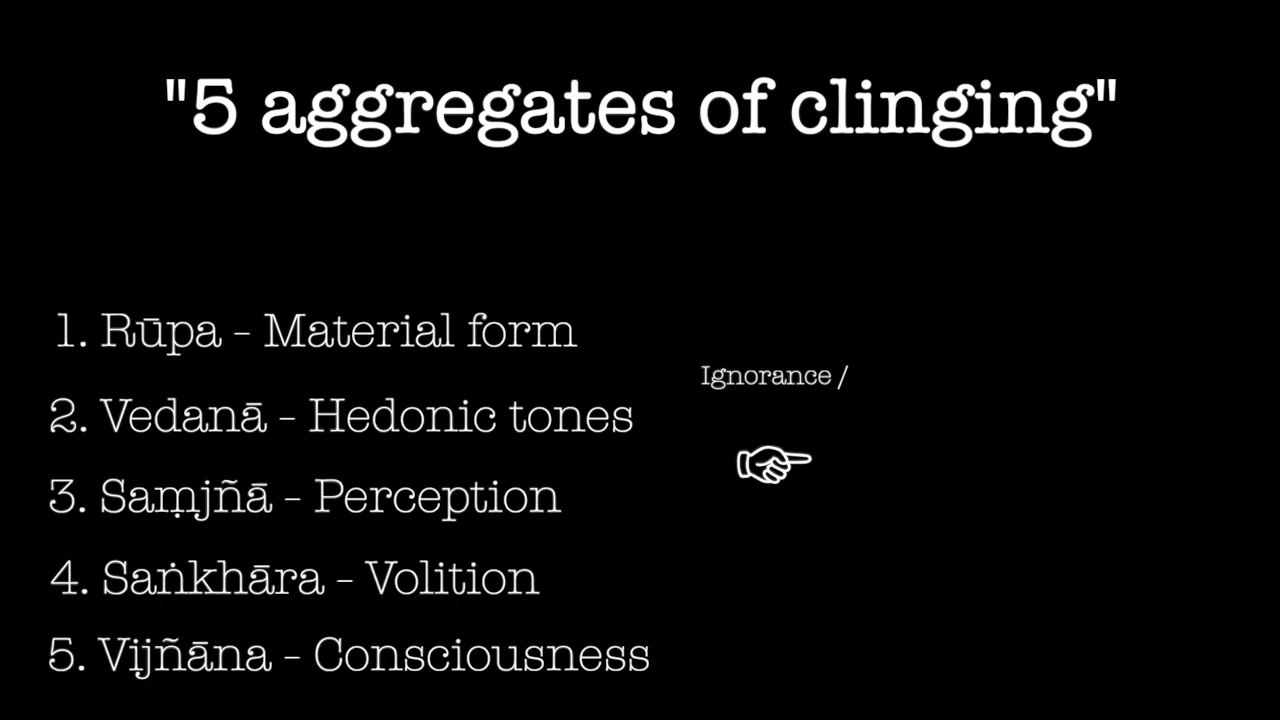 "5 aggregates of clinging"
1. Rūpa - Material form
Ignorance /
2. Vedanā - Hedonic tones
3. Saṃjñā - Perception
4. Saṅkhāra - Volition
5. Vijñāna - Consciousness